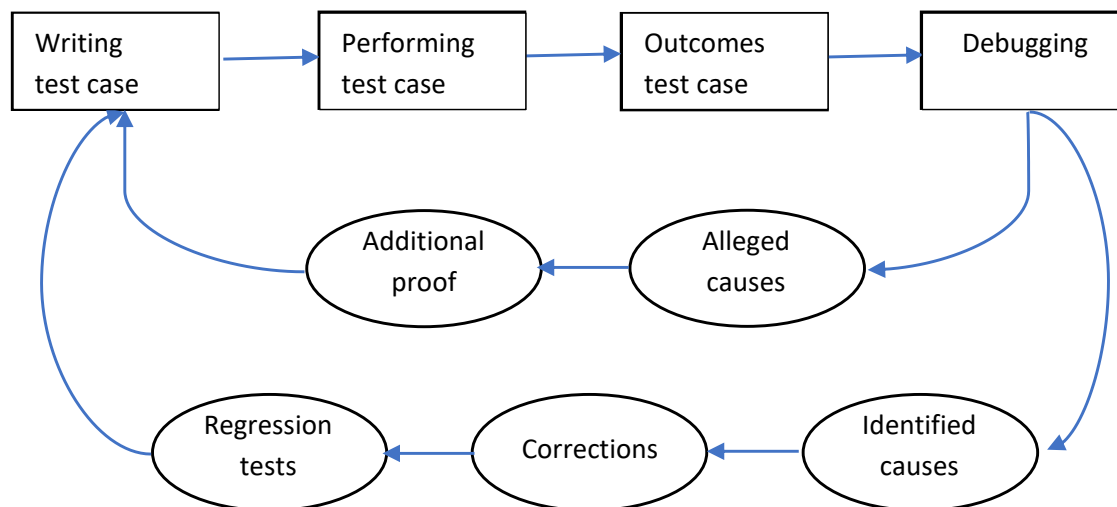 Writing
test case
Performing
test case
Outcomes
test case
Debugging
Additional
proof
Alleged
causes
Regression
tests
Corrections
Identified
causes